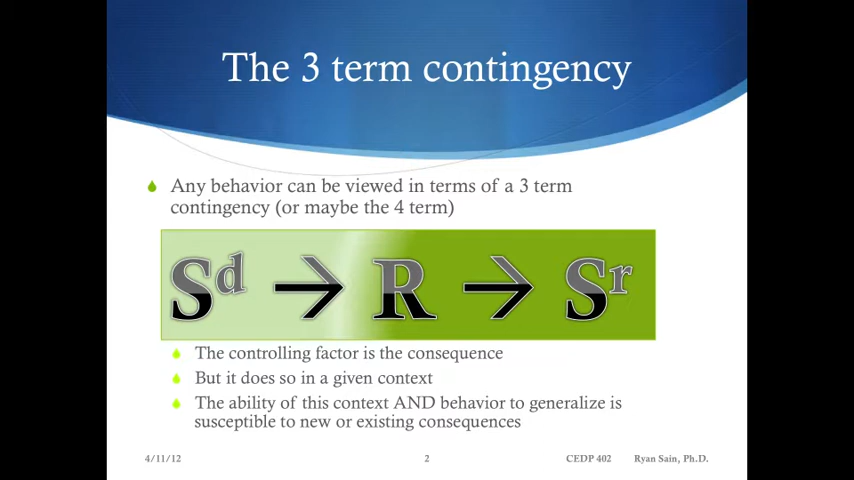 The 3 term contingency
Any behavior can be viewed in terms of a 3 term
contingency (or maybe the 4 term)
Sᵈ → R → Sʳ
The controlling factor is the consequence
But it does so in a given context
The ability of this context AND behavior to generalize is
susceptible to new or existing consequences
4/11/12 2 CEDP 402 Ryan Sain, Ph.D.